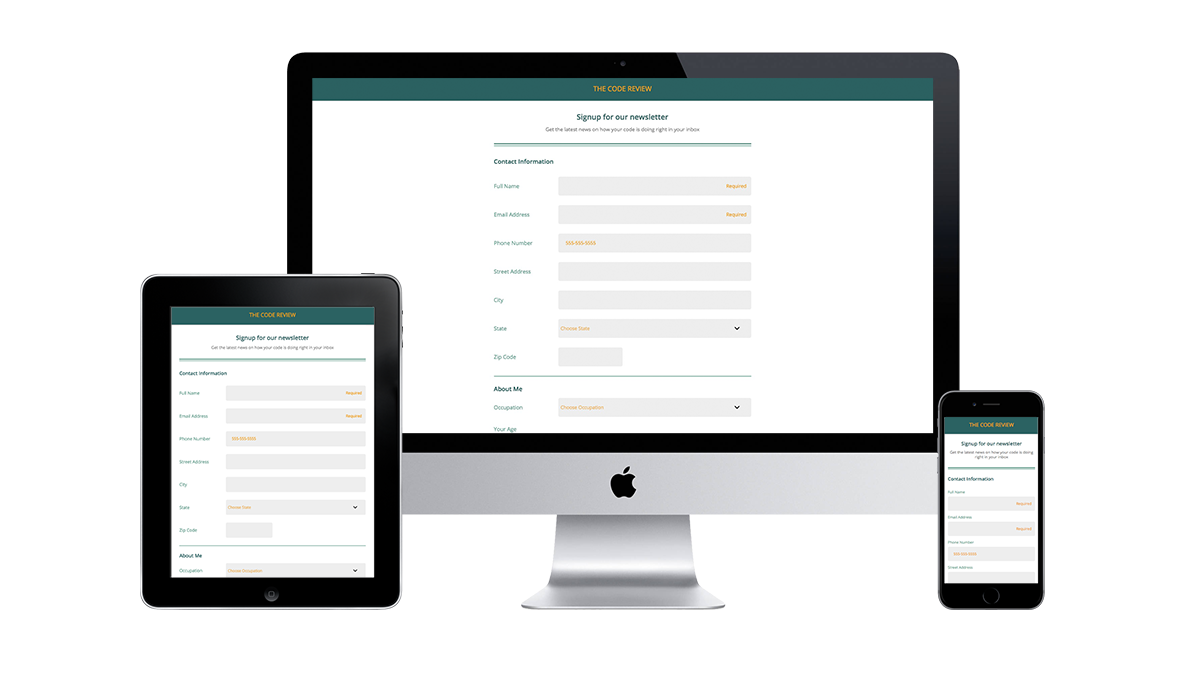 THE CODE REVIEW
Signup for our newsletter
Get the latest news on how your code is doing right in your inbox
Contact Information
Full Name
Required
Email Address
Required
Phone Number
555-555-5555
Street Address
City
State
Choose State
Zip Code
About Me
Occupation
Choose Occupation
Your Age
THE CODE REVIEW
Signup for our newsletter
Get the latest news on how your code is doing right in your inbox
Contact Information
Full Name
Required
Email Address
Required
Phone Number
555-555-5555
Street Address
City
State
Choose State
Zip Code
About Me
Occupation
Choose Occupation
THE CODE REVIEW
Signup for our newsletter
Get the latest news on how your code is doing
right in your inbox
Contact Information
Full Name
Required
Email Address
Required
Phone Number
555-555-5555
Street Address